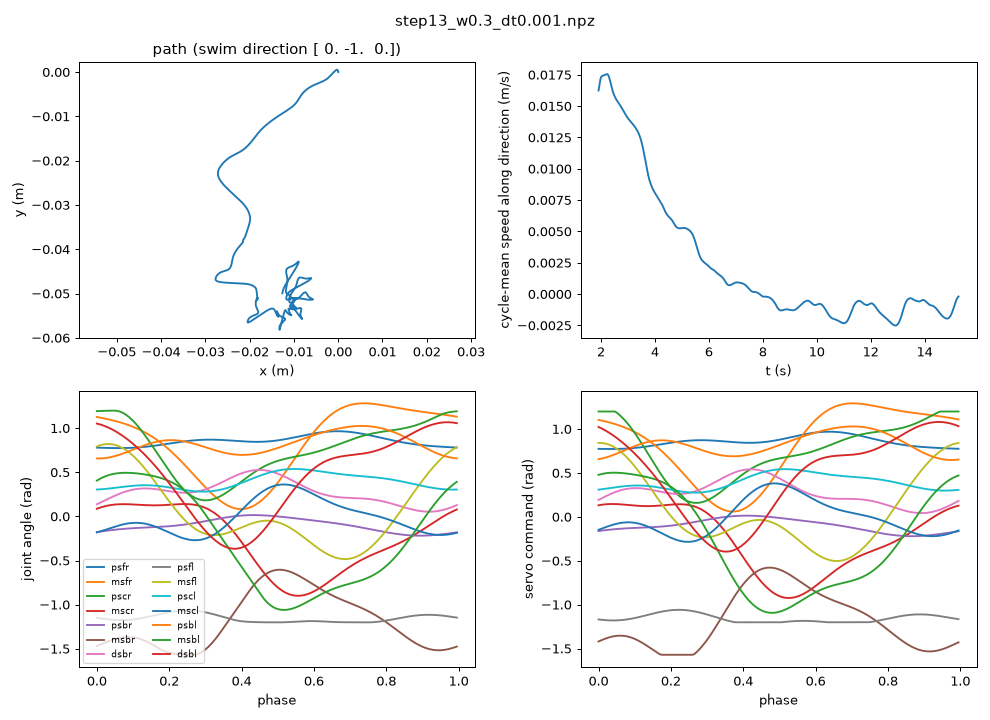 step13_w0.3_dt0.001.npz
path (swim direction [ 0. -1.  0.])
0.00
−0.01
−0.02
−0.03
−0.04
−0.05
−0.06
y (m)
−0.05 −0.04 −0.03 −0.02 −0.01 0.00 0.01 0.02 0.03
x (m)
0.0175
0.0150
0.0125
0.0100
0.0075
0.0050
0.0025
0.0000
−0.0025
cycle-mean speed along direction (m/s)
2 4 6 8 10 12 14
t (s)
1.0
0.5
0.0
−0.5
−1.0
−1.5
joint angle (rad)
psfr psfl
msfr msfl
pscr pscl
mscr mscl
psbr psbl
msbr msbl
dsbr dsbl
0.0 0.2 0.4 0.6 0.8 1.0
phase
1.0
0.5
0.0
−0.5
−1.0
−1.5
servo command (rad)
0.0 0.2 0.4 0.6 0.8 1.0
phase